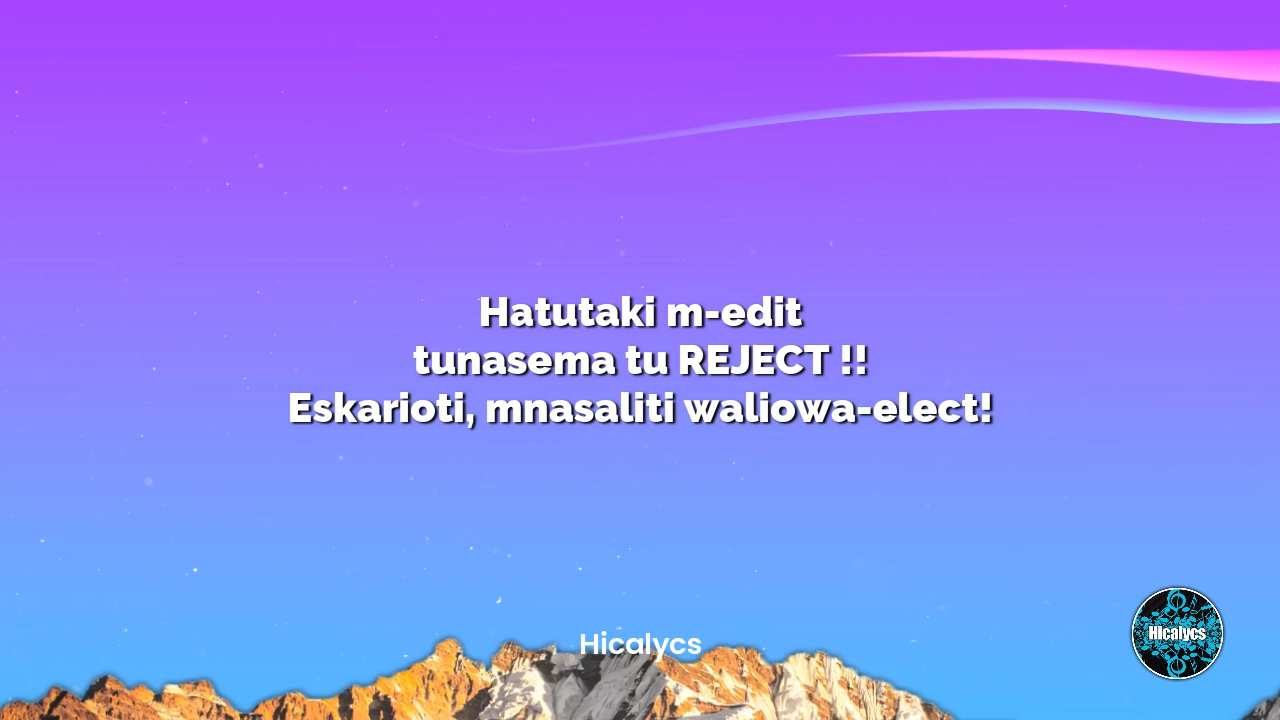 Hatutaki m-edit
tunasema tu REJECT !!
Eskarioti, mnasaliti waliowa-elect!
Hicalycs
Hicalycs